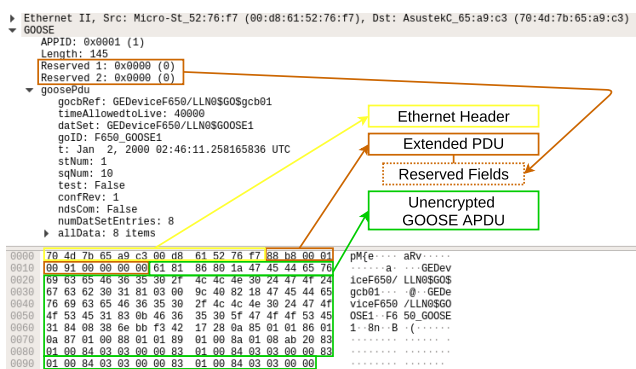 Ethernet II, Src: Micro-St_52:76:f7 (00:d8:61:52:76:f7), Dst: AsustekC_65:a9:c3 (70:4d:7b:65:a9:c3)
GOOSE
APPID: 0x0001 (1)
Length: 145
Reserved 1: 0x0000 (0)
Reserved 2: 0x0000 (0)
goosePdu
gocbRef: GEDeviceF650/LLN0$GO$gcb01
timeAllowedtoLive: 40000
datSet: GEDeviceF650/LLN0$GOOSE1
goID: F650_GOOSE1
t: Jan  2, 2000 02:46:11.258165836 UTC
stNum: 1
sqNum: 10
test: False
confRev: 1
ndsCom: False
numDatSetEntries: 8
allData: 8 items
Ethernet Header
Extended PDU
Reserved Fields
Unencrypted
GOOSE APDU
0000 70 4d 7b 65 a9 c3 00 d8 61 52 76 f7 88 b8 00 01 pM{e···· aRv·····
0010 00 91 00 00 00 00 61 81 86 80 1a 47 45 44 65 76 ······a· ···GEDev
0020 69 63 65 46 36 35 30 2f 4c 4c 4e 30 24 47 4f 24 iceF650/ LLN0$GO$
0030 67 63 62 30 31 81 03 00 9c 40 82 18 47 45 44 65 gcb01··· ·@··GEDe
0040 76 69 63 65 46 36 35 30 2f 4c 4c 4e 30 24 47 4f viceF650 /LLN0$GO
0050 4f 53 45 31 83 0b 46 36 35 30 5f 47 4f 4f 53 45 OSE1··F6 50_GOOSE
0060 31 84 08 38 6e bb f3 42 17 28 0a 85 01 01 86 01 1··8n··B ·(······
0070 0a 87 01 00 88 01 01 89 01 00 8a 01 08 ab 20 83 ········ ········
0080 01 00 84 03 03 00 00 83 01 00 84 03 03 00 00 83 ········ ········
0090 01 00 84 03 03 00 00 83 01 00 84 03 03 00 00 ········ ·······